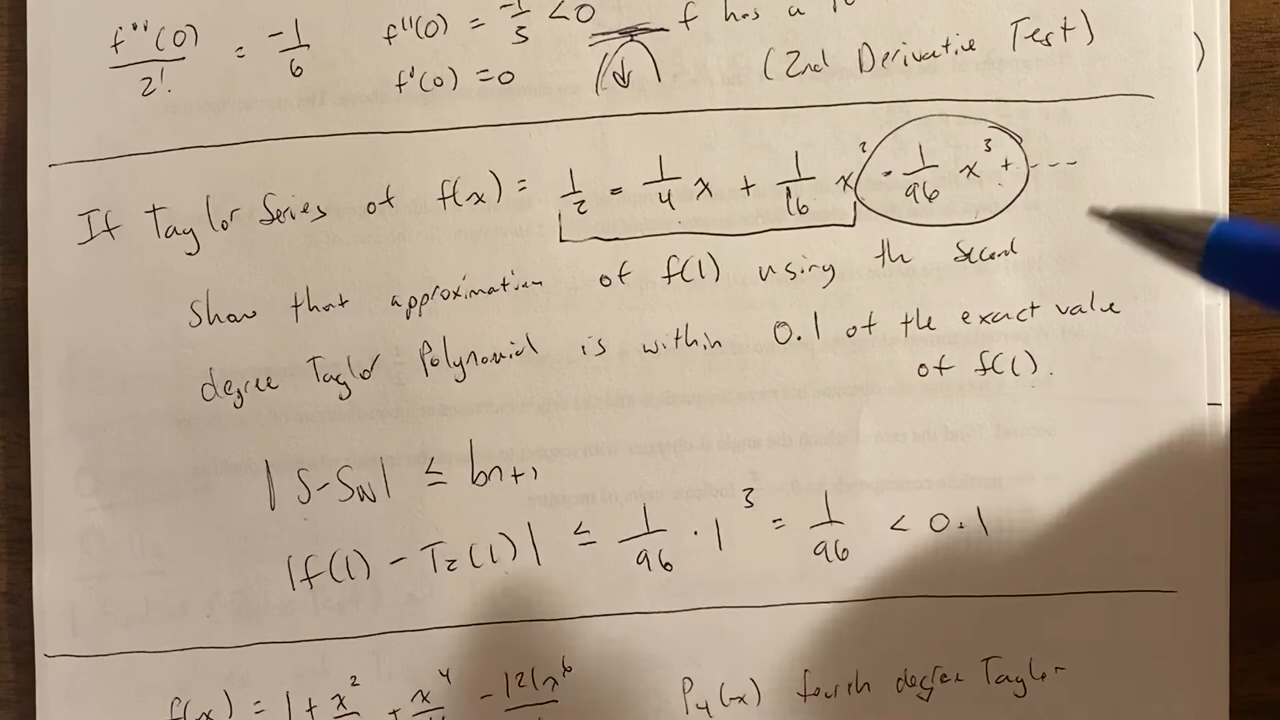 f'''(0)/2! = -1/6 f''(0) = -1/3 <0 f has a
f'(0) =0 (2nd Derivative Test) )
If Taylor Series of f(x) = 1/2 - 1/4 x + 1/16 x² - 1/96 x³ + ----
Show that approximation of f(1) using the Second
degree Taylor Polynomial is within 0.1 of the exact value
of f(1).
|S-S_N| ≤ bn+1
|f(1) - T₂(1)| ≤ 1/96 · 1³ = 1/96 < 0.1
f(x) = 1 + x² + x⁴ - 121x⁶ P₄(x) fourth degree Taylor